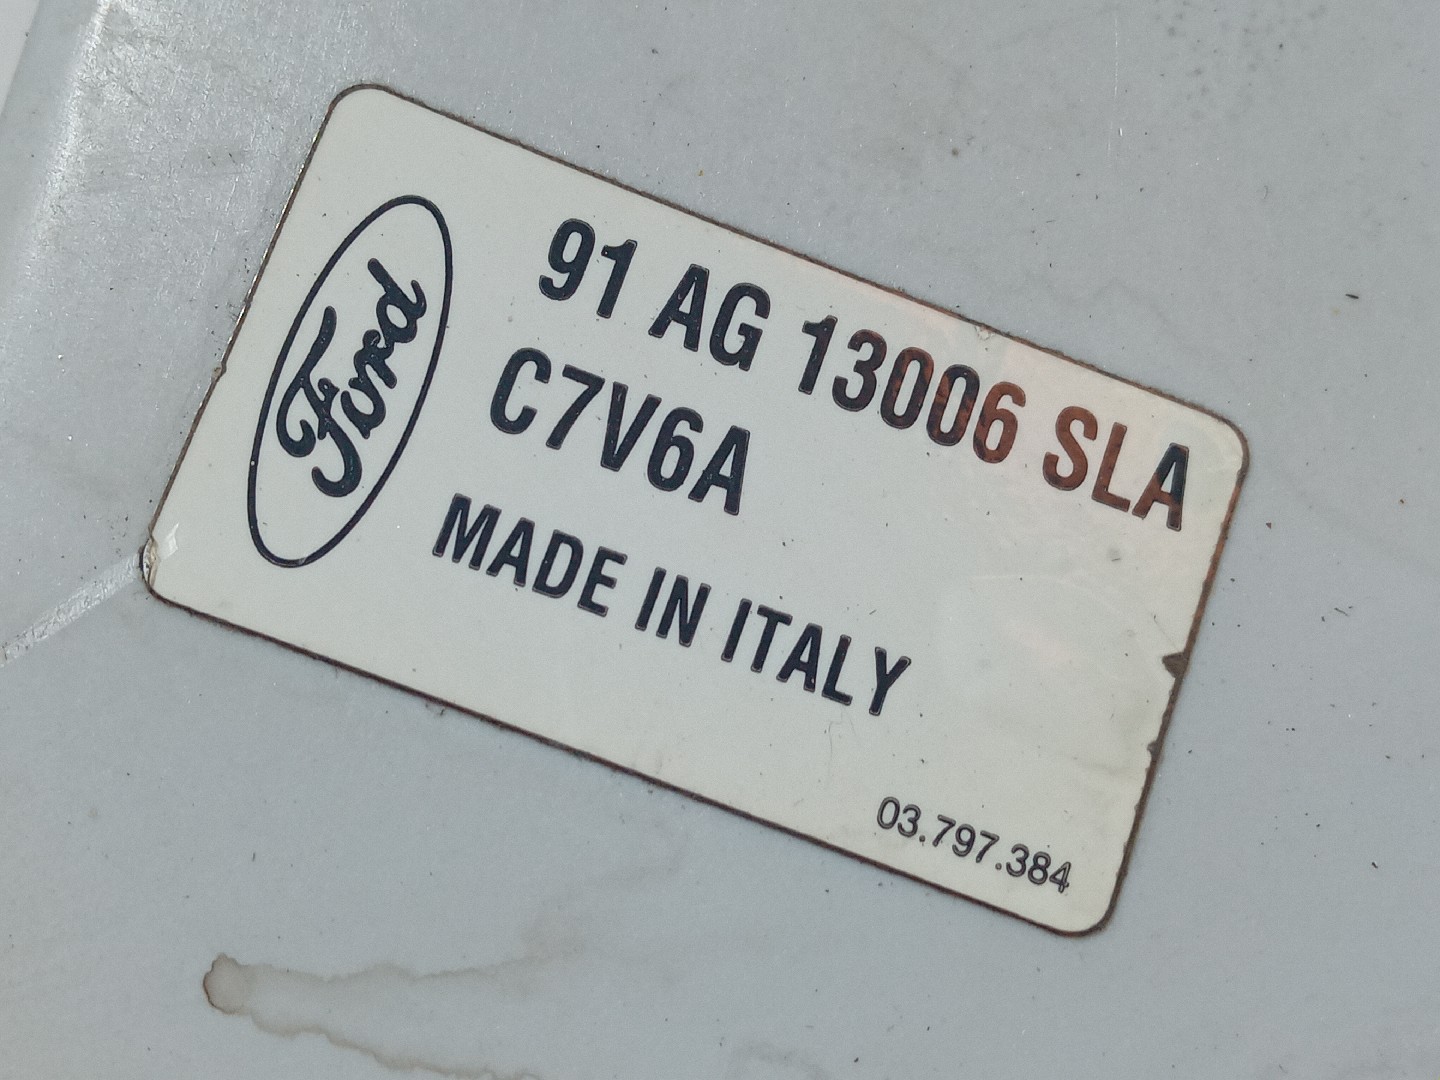 Ford
91 AG 13006 SLA
C7V6A
MADE IN ITALY
03.797.384